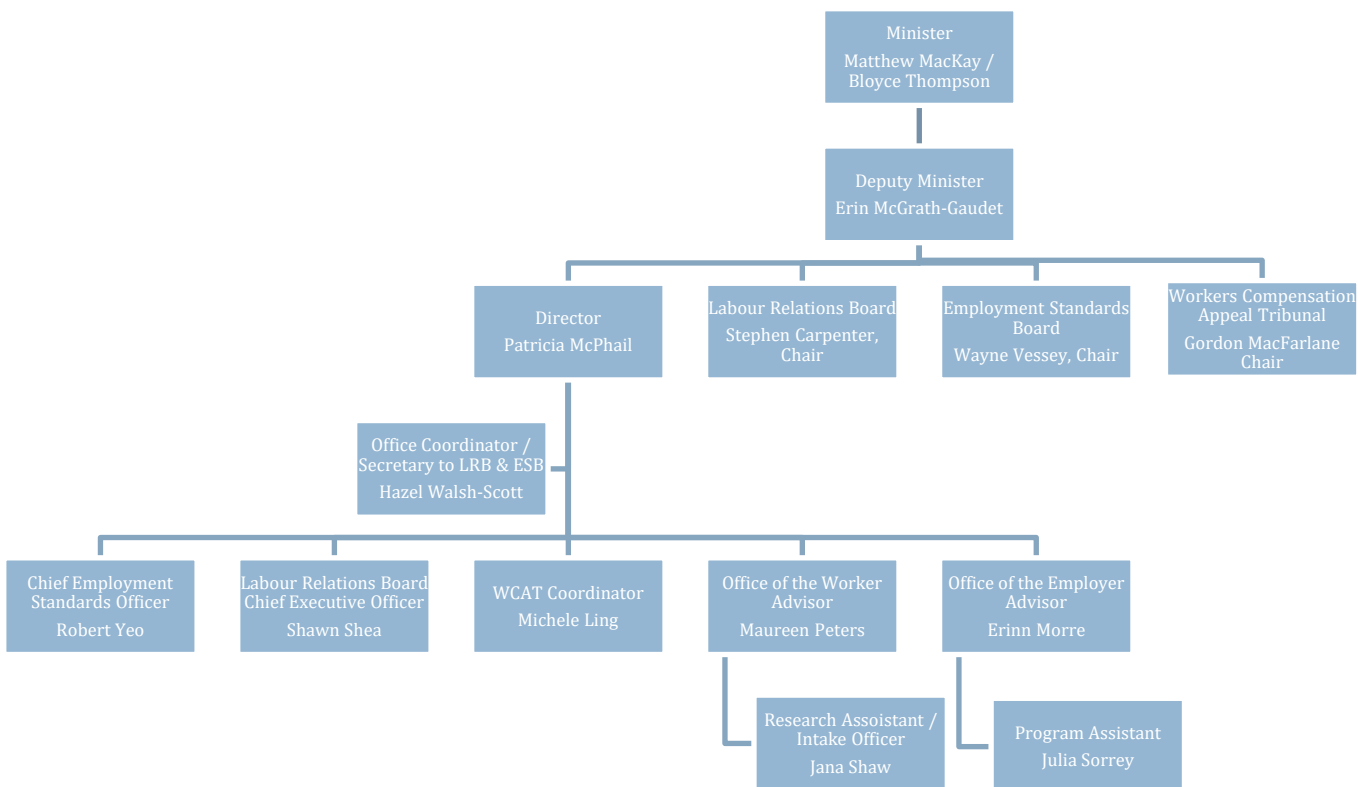 Minister
Matthew MacKay /
Bloyce Thompson
Deputy Minister
Erin McGrath-Gaudet
Director
Patricia McPhail
Labour Relations Board
Stephen Carpenter,
Chair
Employment Standards
Board
Wayne Vessey, Chair
Workers Compensation
Appeal Tribunal
Gordon MacFarlane
Chair
Office Coordinator /
Secretary to LRB & ESB
Hazel Walsh-Scott
Chief Employment
Standards Officer
Robert Yeo
Labour Relations Board
Chief Executive Officer
Shawn Shea
WCAT Coordinator
Michele Ling
Office of the Worker
Advisor
Maureen Peters
Office of the Employer
Advisor
Erinn Morre
Research Assoistant /
Intake Officer
Jana Shaw
Program Assistant
Julia Sorrey